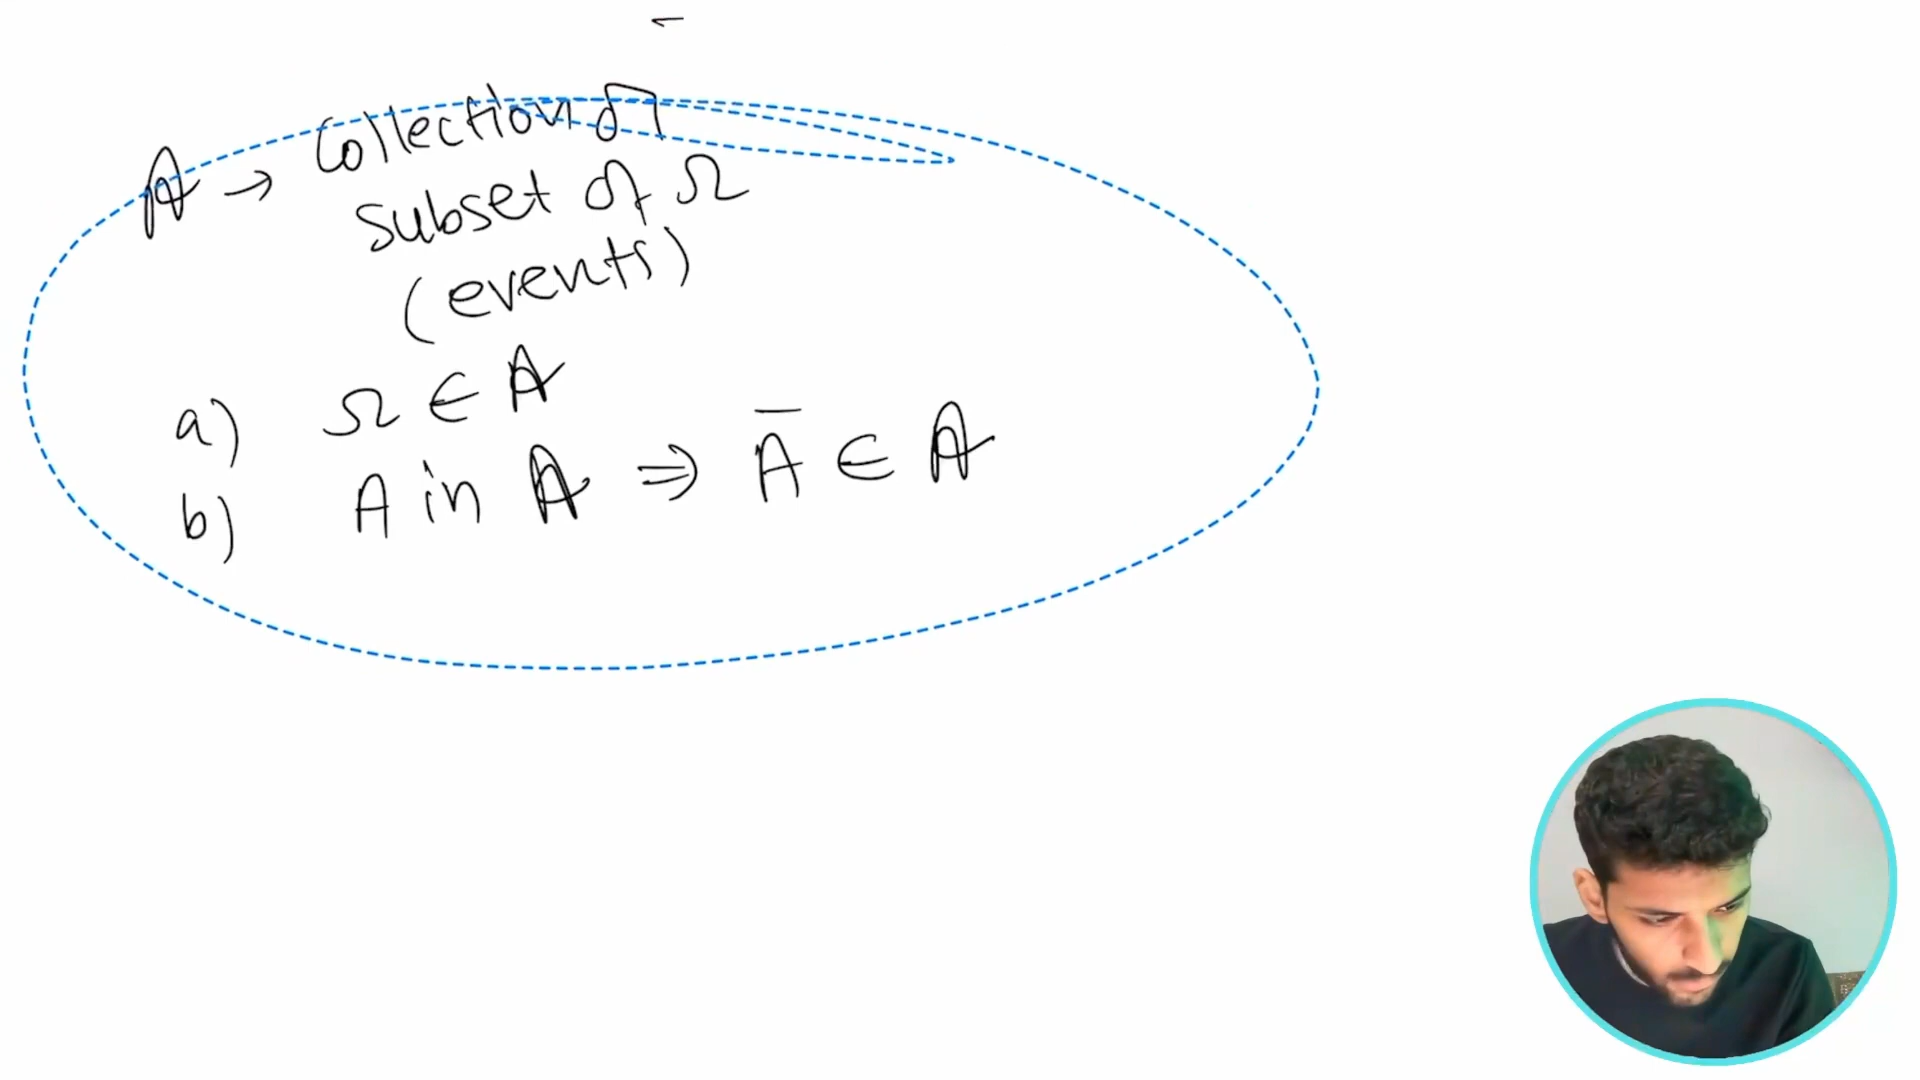 𝔸 → Collection of
subset of Ω
(events)
a) Ω ∈ 𝔸
b) A in 𝔸 ⇒ Ā ∈ 𝔸